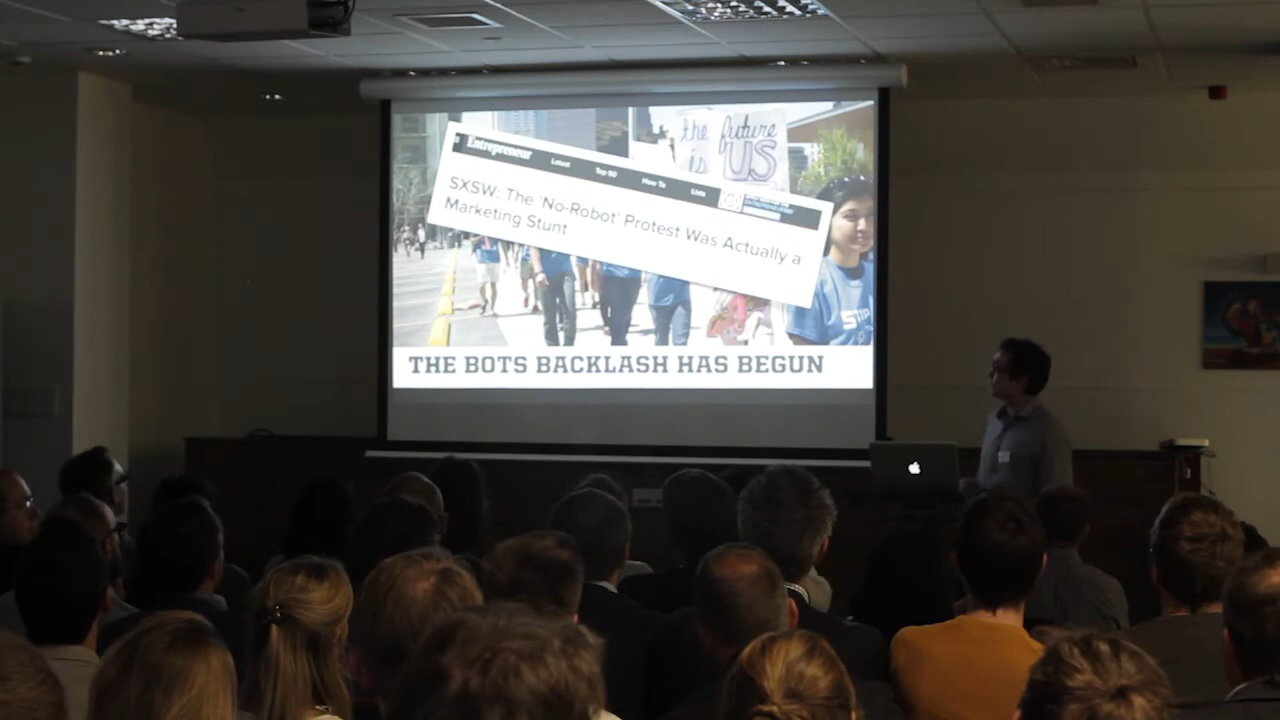 the future
is US
Entrepreneur Latest Top 50 How To Lists
SXSW: The 'No-Robot' Protest Was Actually a
Marketing Stunt
THE BOTS BACKLASH HAS BEGUN